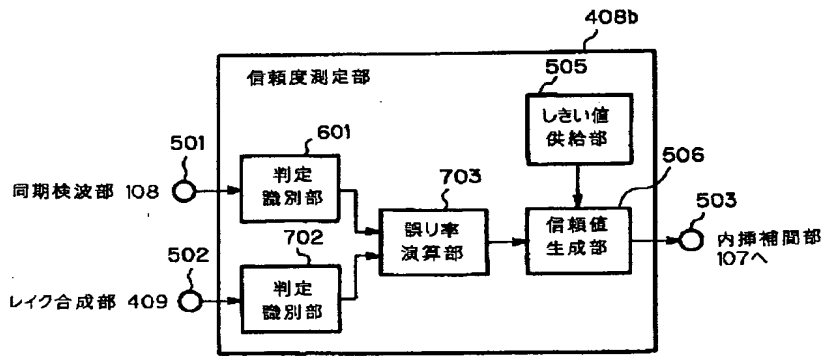 408b
信頼度測定部
505
しきい値
供給部
601
501
判定
識別部
同期検波部 108
703
506
誤り率
演算部
信頼値
生成部
503
内挿補間部
107へ
702
502
判定
識別部
レイク合成部 409